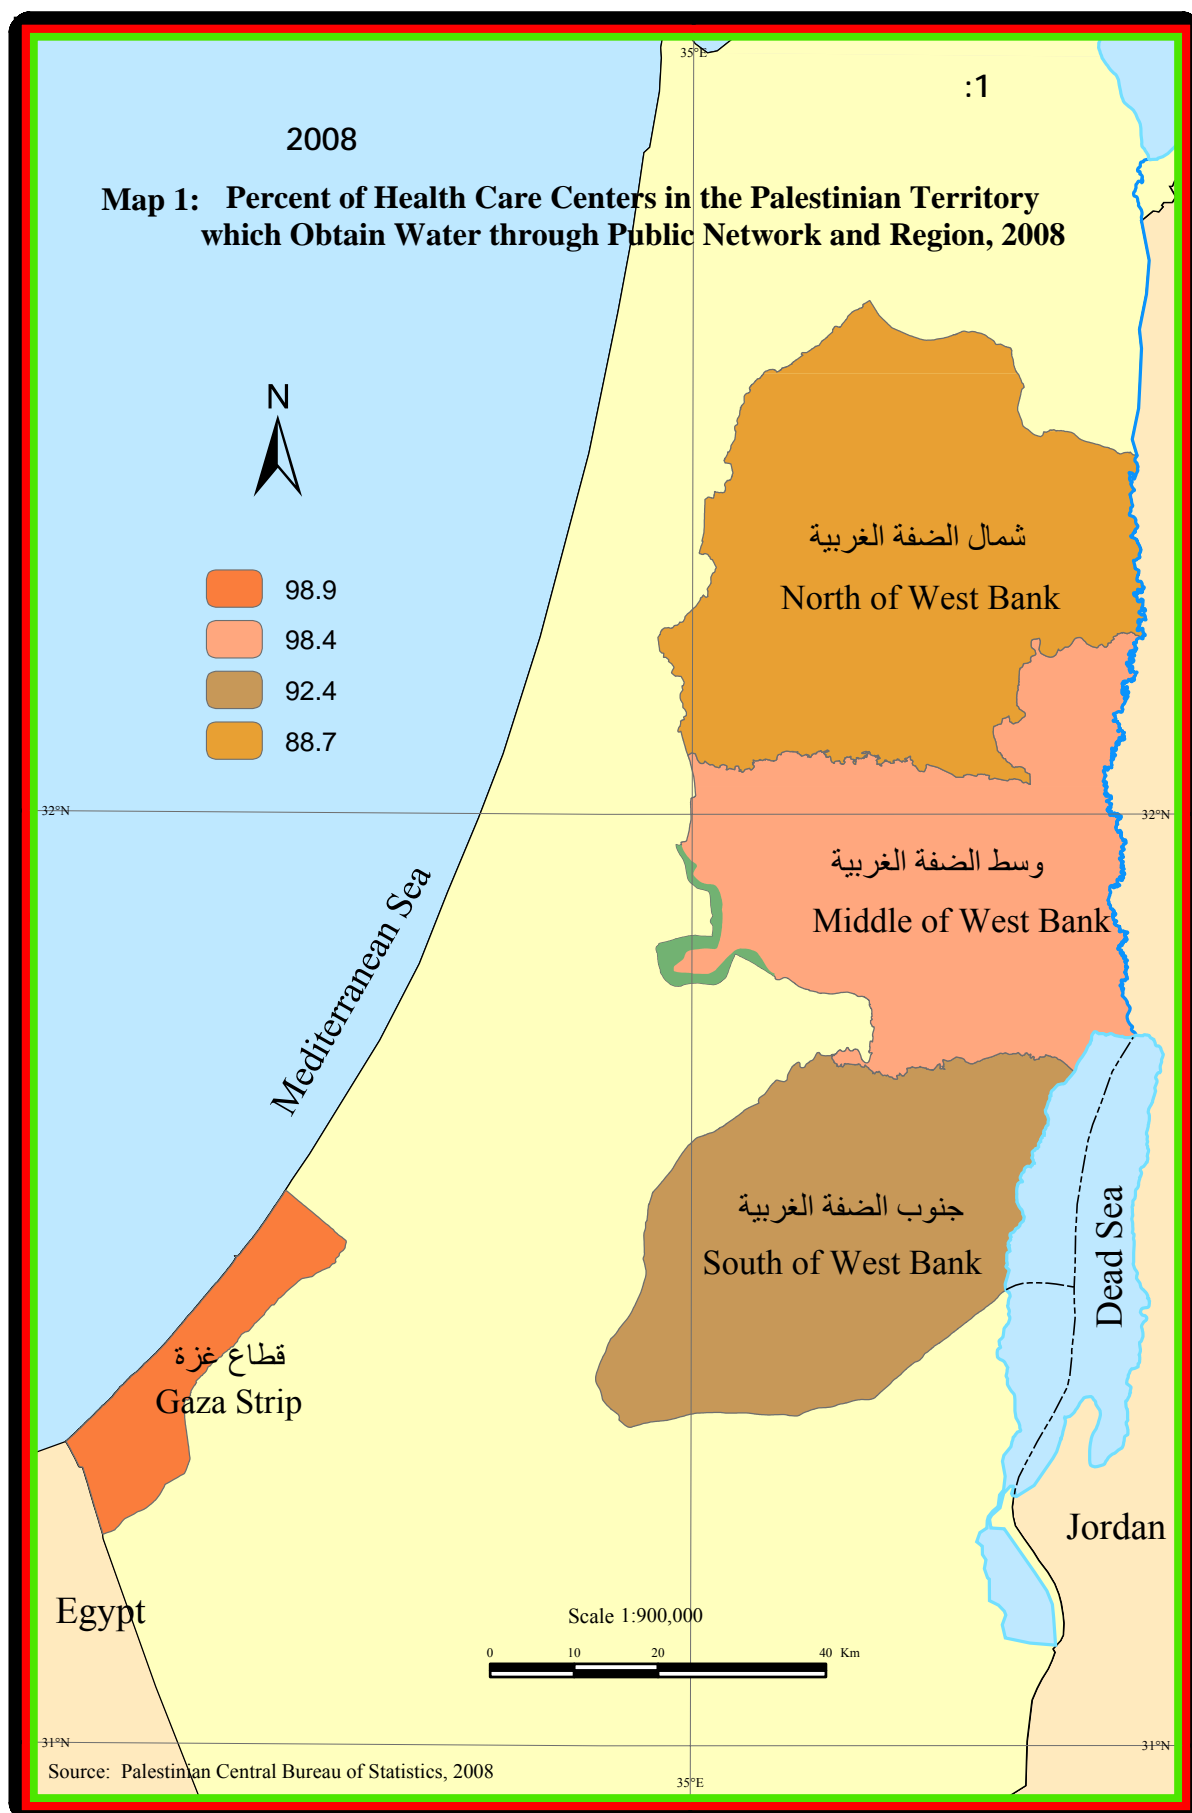 35°E
:1
2008
Map 1: Percent of Health Care Centers in the Palestinian Territory
which Obtain Water through Public Network and Region, 2008
N
98.9
98.4
92.4
88.7
شمال الضفة الغربية
North of West Bank
32°N
32°N
وسط الضفة الغربية
Middle of West Bank
Mediterranean Sea
جنوب الضفة الغربية
South of West Bank
Dead Sea
قطاع غزة
Gaza Strip
Jordan
Egypt
Scale 1:900,000
0 10 20 40 Km
31°N
31°N
Source: Palestinian Central Bureau of Statistics, 2008
35°E